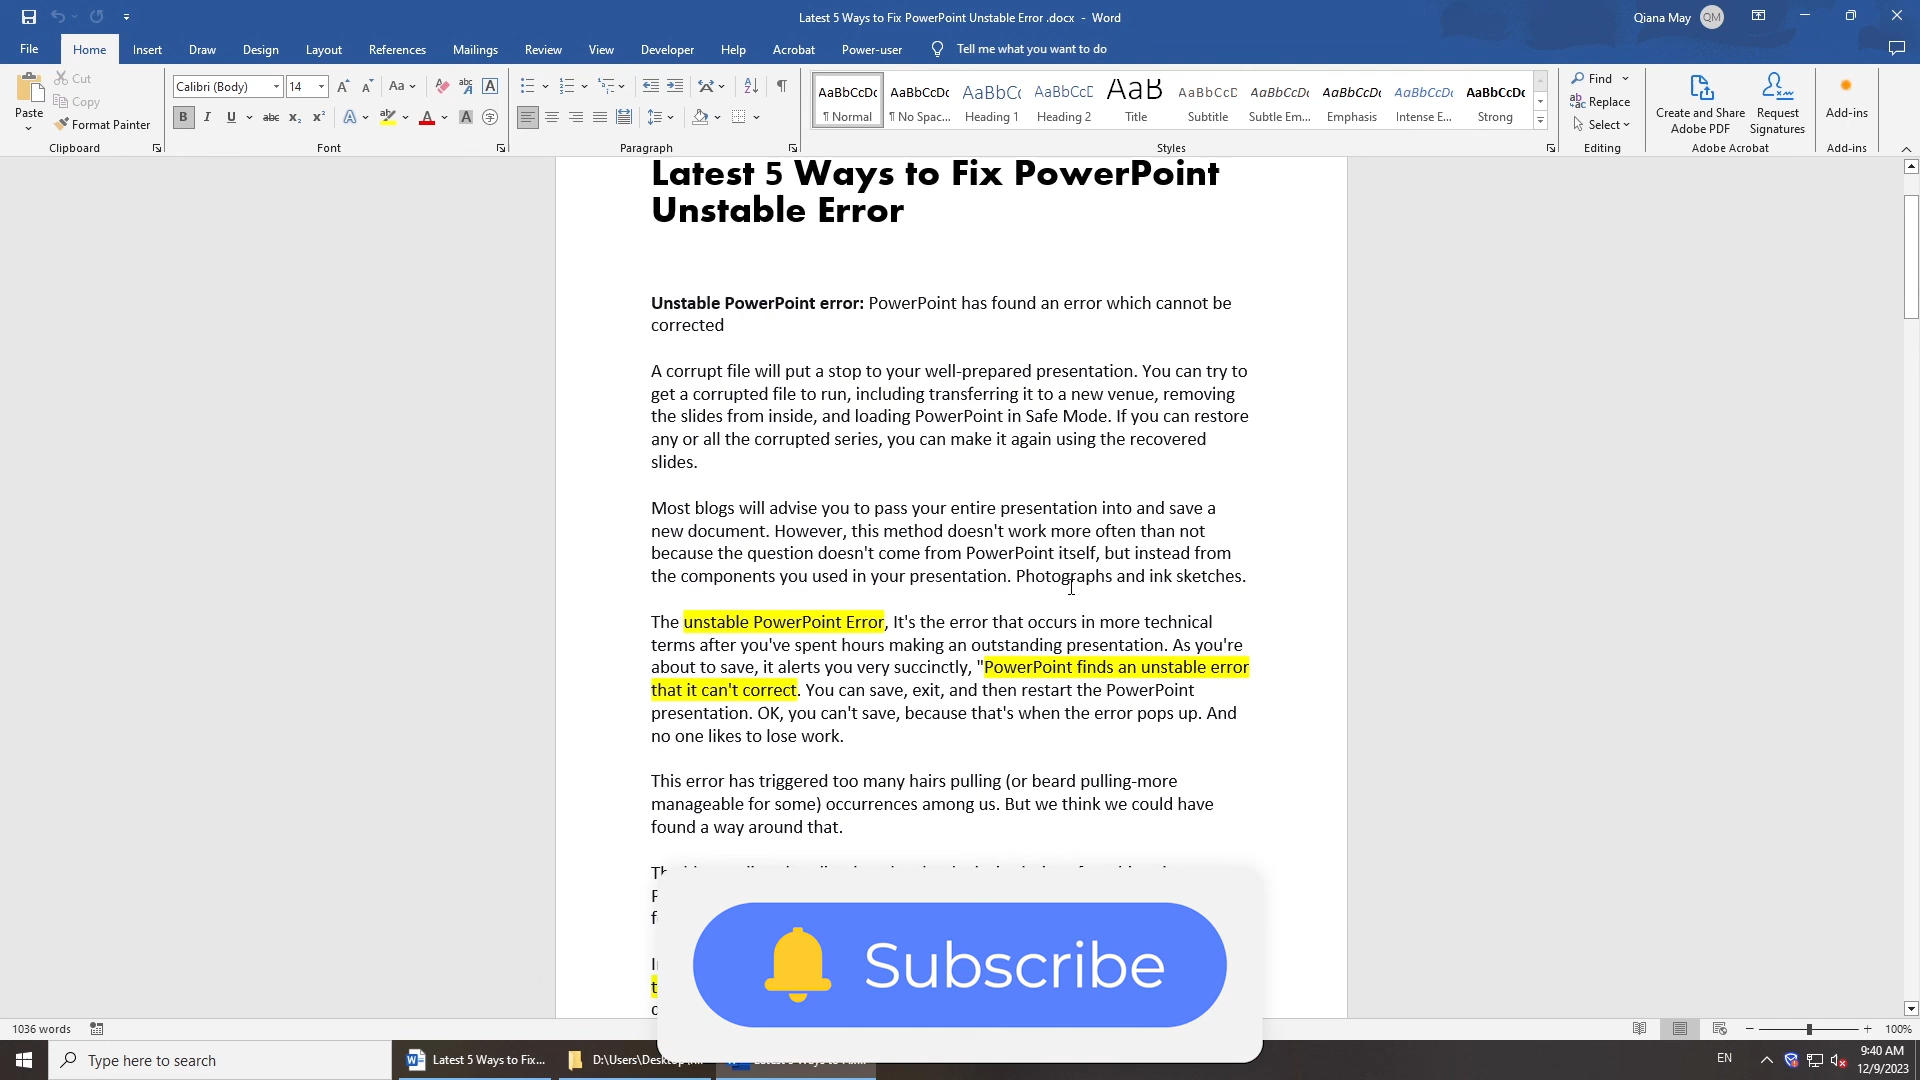 Latest 5 Ways to Fix PowerPoint Unstable Error .docx - Word
Qiana May QM
File Home Insert Draw Design Layout References Mailings Review View Developer Help Acrobat Power-user Tell me what you want to do
Paste
Cut
Copy
Format Painter
Clipboard
Calibri (Body) 14
Font
Paragraph
AaBbCcDc AaBbCcDc AaBbCc AaBbCcD AaB AaBbCcD AaBbCcDc AaBbCcDc AaBbCcDc AaBbCcDc
¶ Normal ¶ No Spac... Heading 1 Heading 2 Title Subtitle Subtle Em... Emphasis Intense E... Strong
Styles
Find
Replace
Select
Editing
Create and Share
Adobe PDF
Request
Signatures
Adobe Acrobat
Add-ins
Add-ins
Latest 5 Ways to Fix PowerPoint
Unstable Error
Unstable PowerPoint error: PowerPoint has found an error which cannot be
corrected
A corrupt file will put a stop to your well-prepared presentation. You can try to
get a corrupted file to run, including transferring it to a new venue, removing
the slides from inside, and loading PowerPoint in Safe Mode. If you can restore
any or all the corrupted series, you can make it again using the recovered
slides.
Most blogs will advise you to pass your entire presentation into and save a
new document. However, this method doesn't work more often than not
because the question doesn't come from PowerPoint itself, but instead from
the components you used in your presentation. Photographs and ink sketches.
The unstable PowerPoint Error, It's the error that occurs in more technical
terms after you've spent hours making an outstanding presentation. As you're
about to save, it alerts you very succinctly, "PowerPoint finds an unstable error
that it can't correct. You can save, exit, and then restart the PowerPoint
presentation. OK, you can't save, because that's when the error pops up. And
no one likes to lose work.
This error has triggered too many hairs pulling (or beard pulling-more
manageable for some) occurrences among us. But we think we could have
found a way around that.
Subscribe
1036 words
100%
Type here to search
Latest 5 Ways to Fix...
D:\Users\Desktop\
EN
9:40 AM
12/9/2023